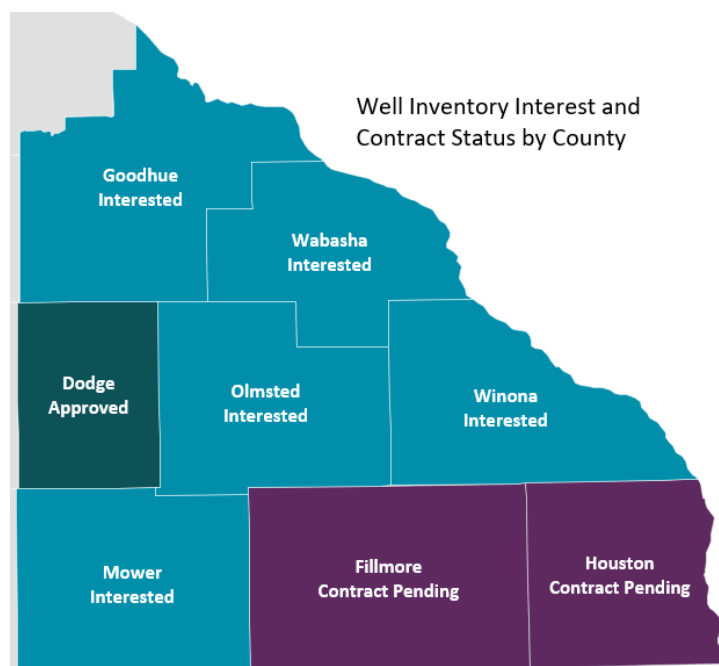 Well Inventory Interest and
Contract Status by County
Goodhue
Interested
Wabasha
Interested
Dodge
Approved
Olmsted
Interested
Winona
Interested
Mower
Interested
Fillmore
Contract Pending
Houston
Contract Pending